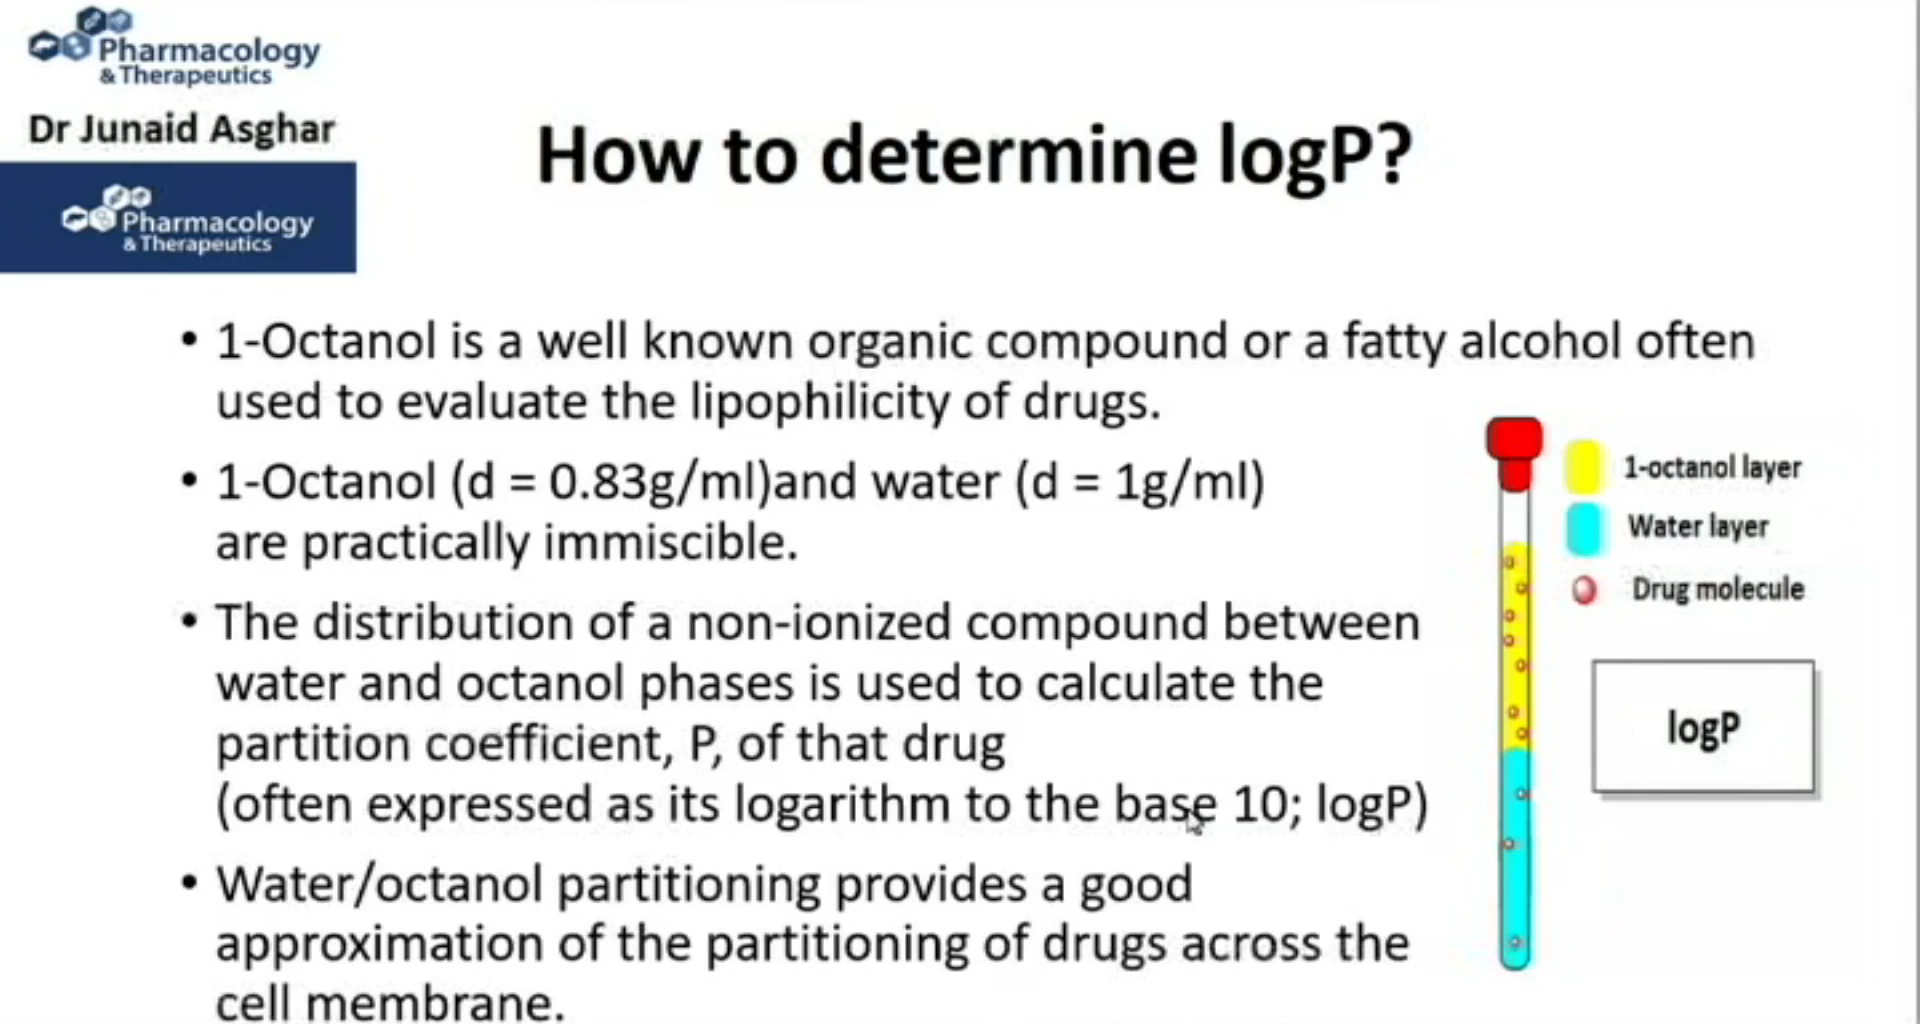 Pharmacology
& Therapeutics
Dr Junaid Asghar
Pharmacology
& Therapeutics
How to determine logP?
• 1-Octanol is a well known organic compound or a fatty alcohol often
used to evaluate the lipophilicity of drugs.
• 1-Octanol (d = 0.83g/ml)and water (d = 1g/ml)
are practically immiscible.
• The distribution of a non-ionized compound between
water and octanol phases is used to calculate the
partition coefficient, P, of that drug
(often expressed as its logarithm to the base 10; logP)
• Water/octanol partitioning provides a good
approximation of the partitioning of drugs across the
cell membrane.
1-octanol layer
Water layer
Drug molecule
logP